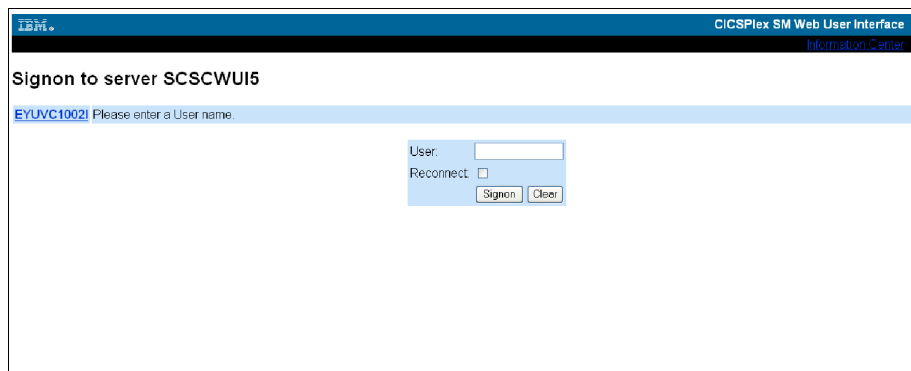 IBM.
CICSPlex SM Web User Interface
Information Center
Signon to server SCSCWUI5
EYUVC1002I Please enter a User name.
User:
Reconnect:
Signon Clear